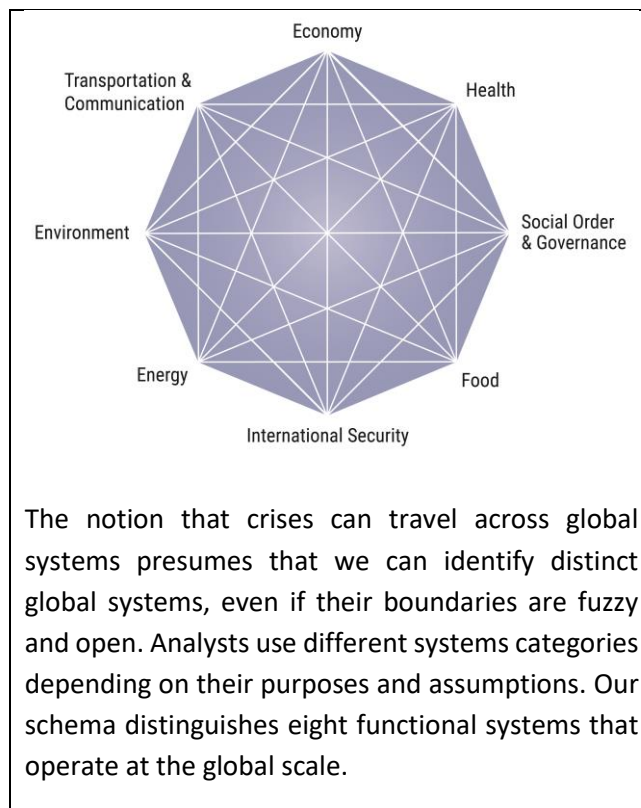 Economy
Transportation &
Communication
Health
Environment
Social Order
& Governance
Energy
Food
International Security
The notion that crises can travel across global
systems presumes that we can identify distinct
global systems, even if their boundaries are fuzzy
and open. Analysts use different systems categories
depending on their purposes and assumptions. Our
schema distinguishes eight functional systems that
operate at the global scale.